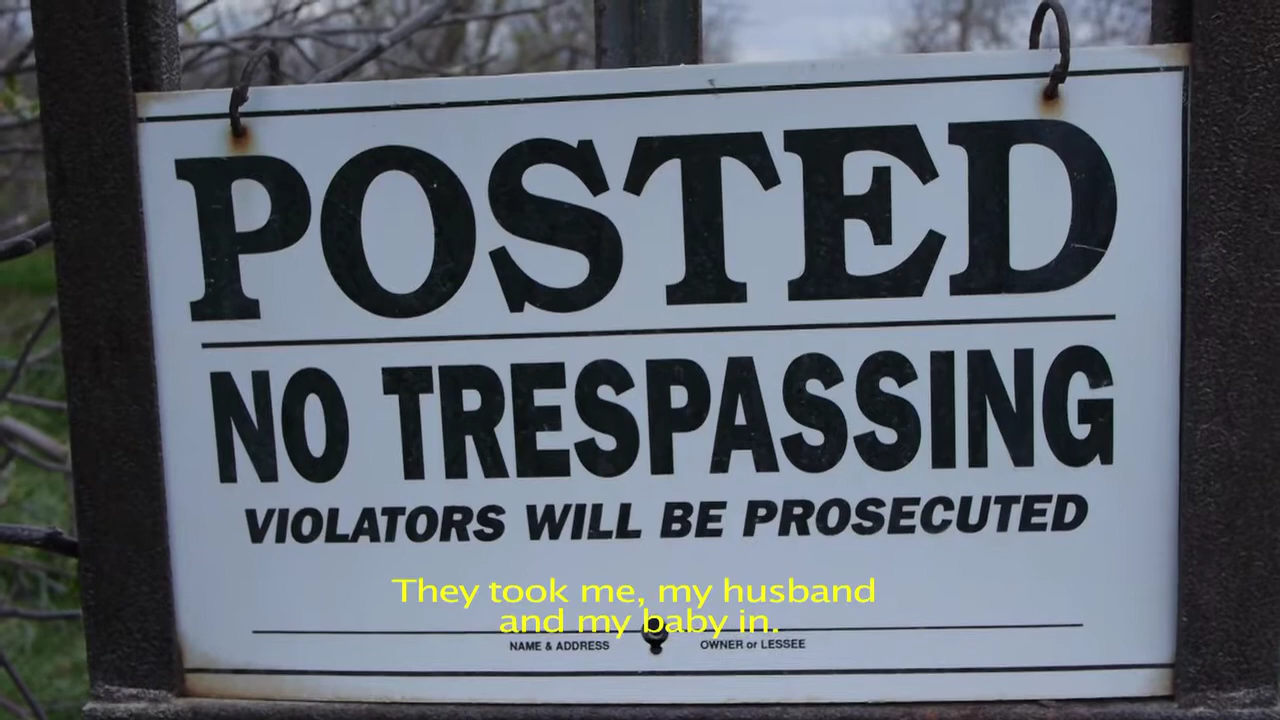 POSTED
NO TRESPASSING
VIOLATORS WILL BE PROSECUTED
They took me, my husband
and my baby in.
NAME & ADDRESS OWNER or LESSEE